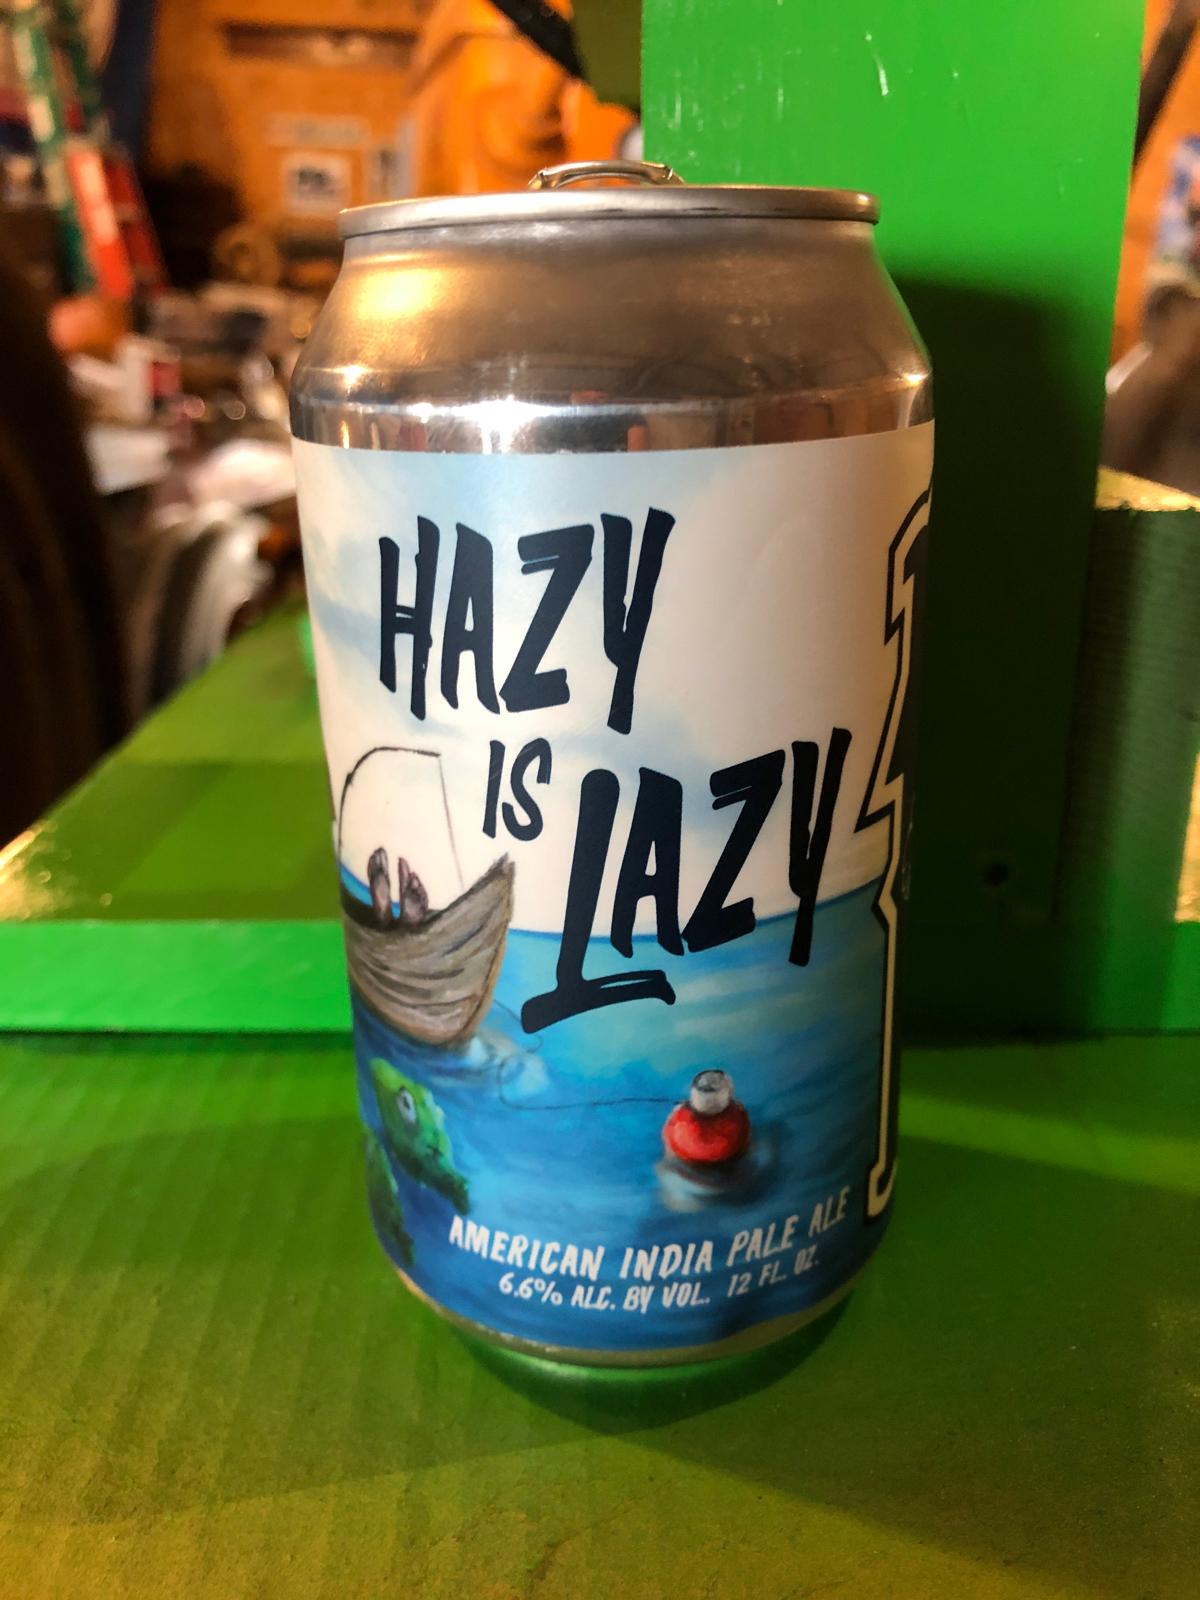 HAZY
IS
LAZY
AMERICAN INDIA PALE ALE
6.6% ALC. BY VOL. 12 FL. OZ.